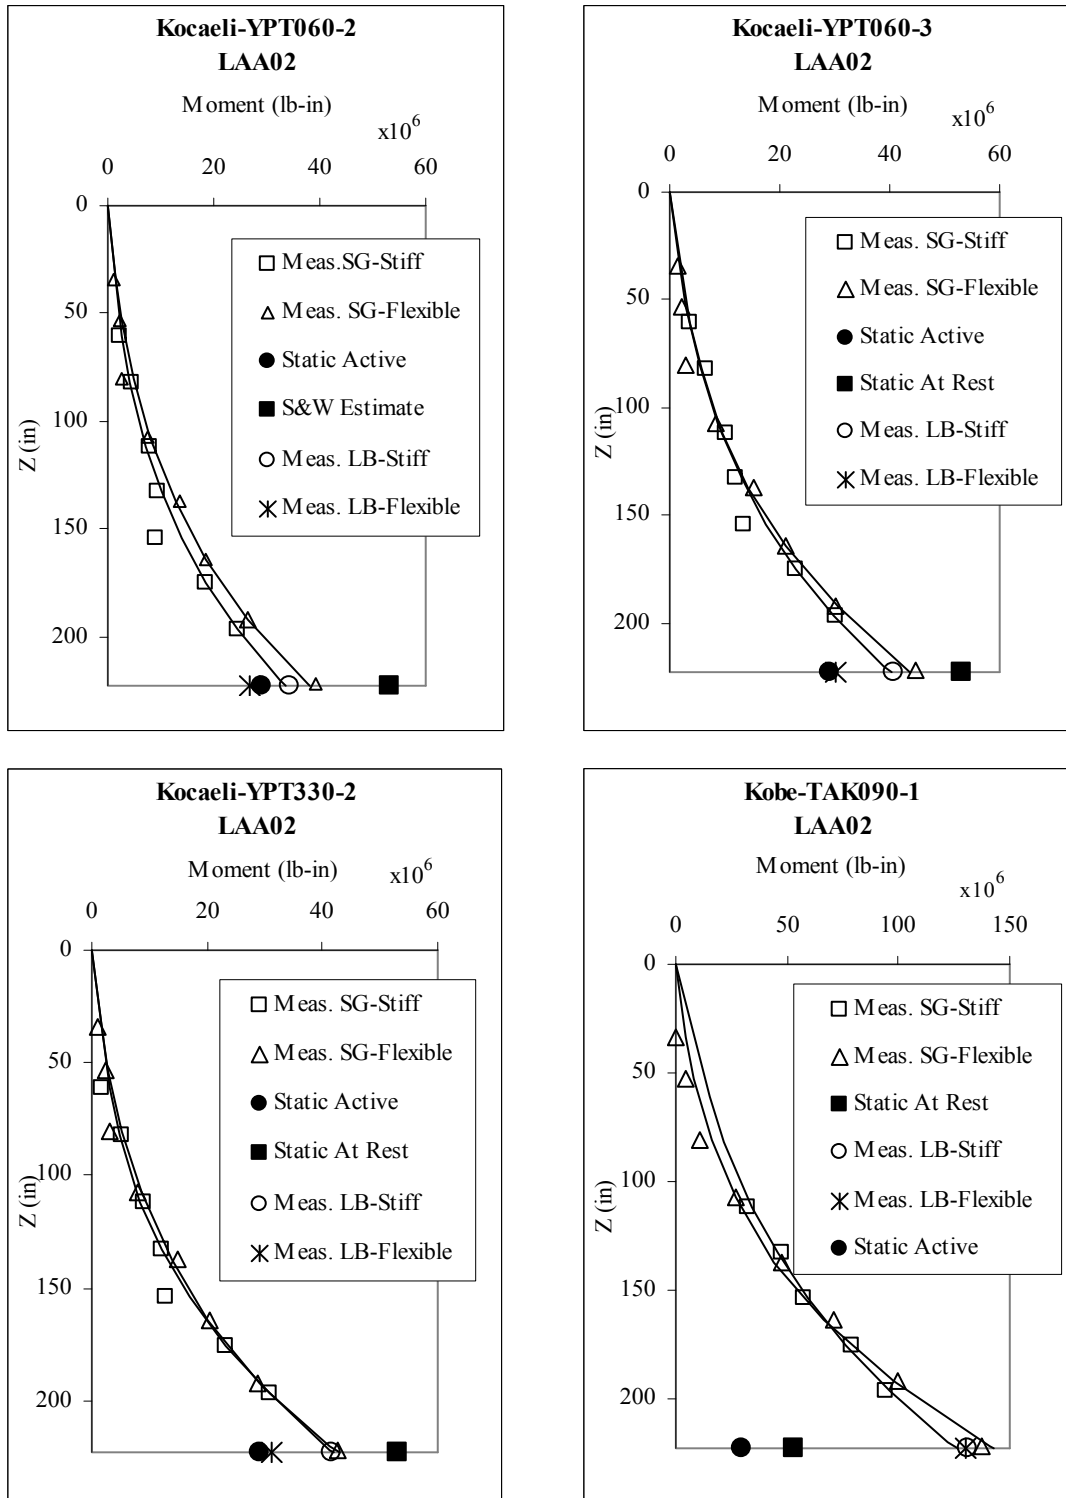 Kocaeli-YPT060-2
LAA02
Moment (lb-in)
x10^6
0 20 40 60
0
50
100
150
200
Z (in)
Meas.SG-Stiff
Meas. SG-Flexible
Static Active
S&W Estimate
Meas. LB-Stiff
Meas. LB-Flexible
Kocaeli-YPT060-3
LAA02
Moment (lb-in)
x10^6
0 20 40 60
0
50
100
150
200
Z (in)
Meas. SG-Stiff
Meas. SG-Flexible
Static Active
Static At Rest
Meas. LB-Stiff
Meas. LB-Flexible
Kocaeli-YPT330-2
LAA02
Moment (lb-in)
x10^6
0 20 40 60
0
50
100
150
200
Z (in)
Meas. SG-Stiff
Meas. SG-Flexible
Static Active
Static At Rest
Meas. LB-Stiff
Meas. LB-Flexible
Kobe-TAK090-1
LAA02
Moment (lb-in)
x10^6
0 50 100 150
0
50
100
150
200
Z (in)
Meas. SG-Stiff
Meas. SG-Flexible
Static At Rest
Meas. LB-Stiff
Meas. LB-Flexible
Static Active